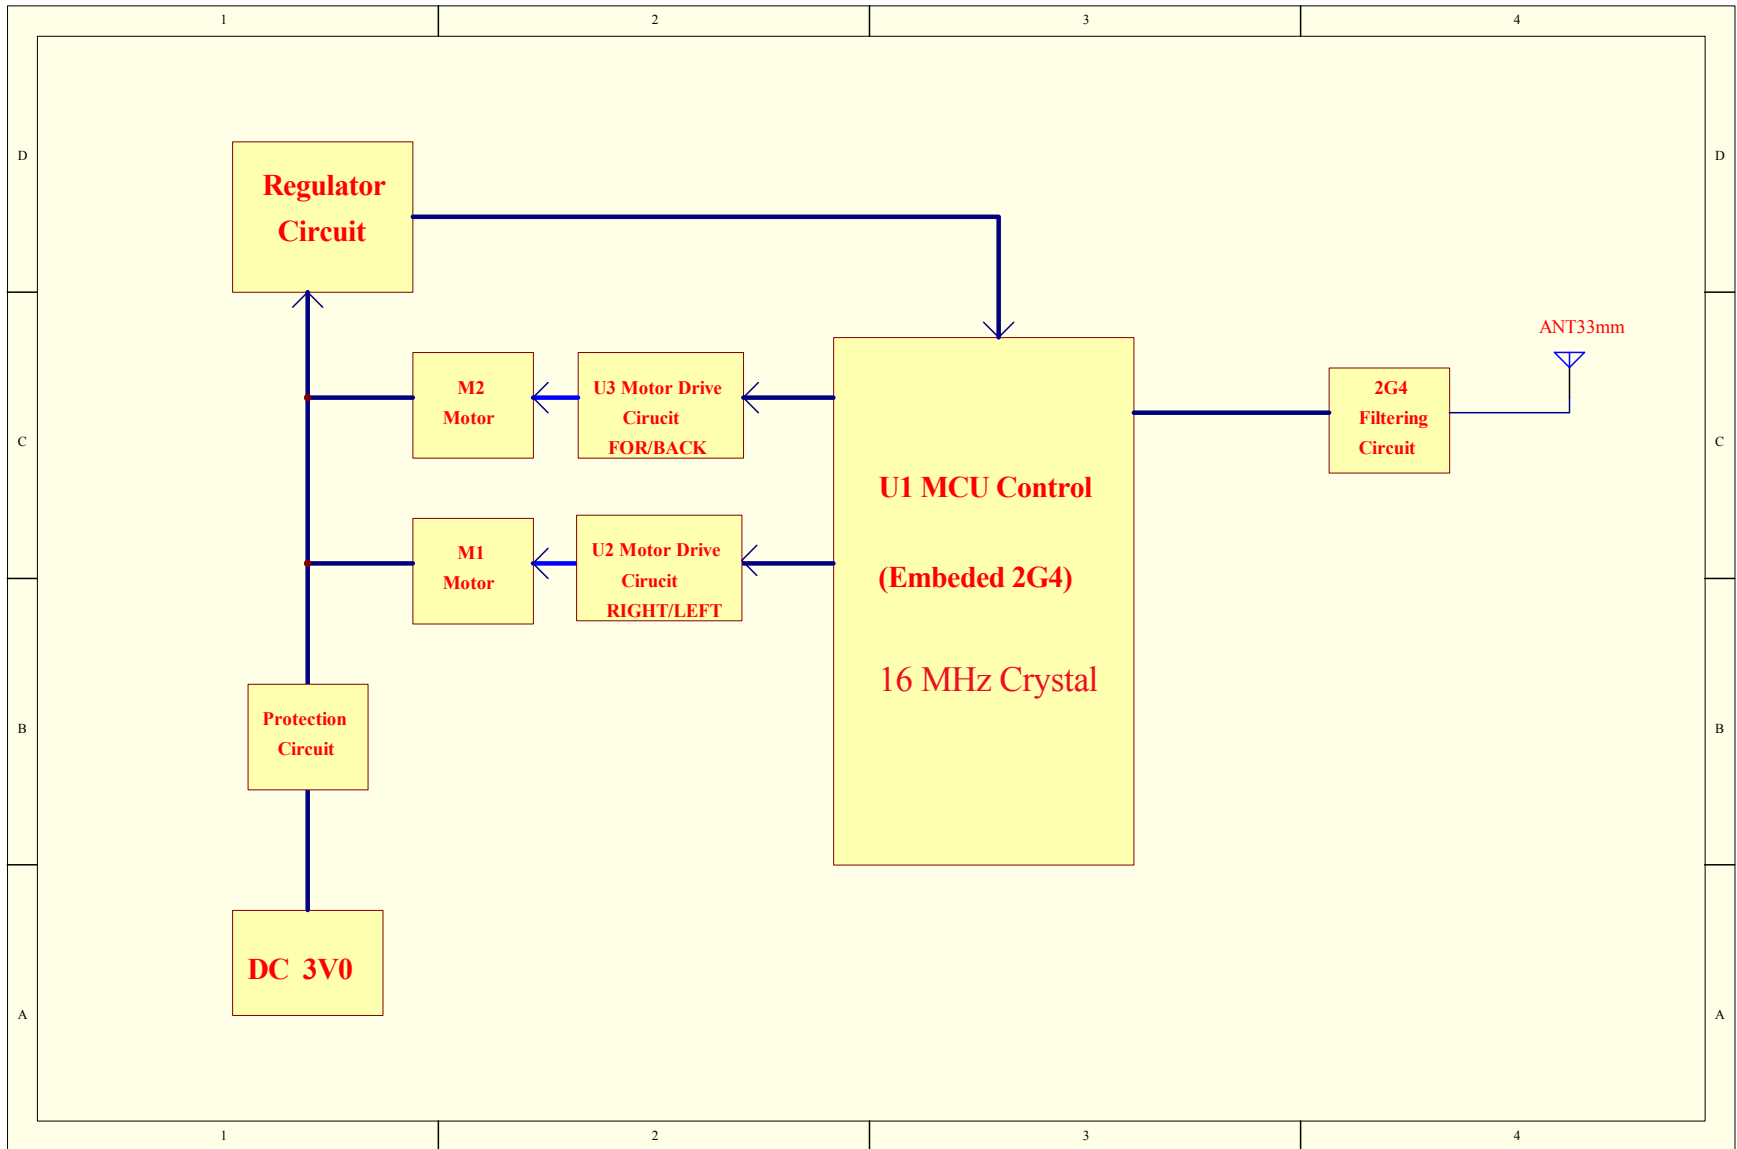 1 2 3 4
D D
Regulator
Circuit
ANT33mm
M2
Motor
U3 Motor Drive
Cirucit
FOR/BACK
2G4
Filtering
Circuit
C C
U1 MCU Control
(Embeded 2G4)
16 MHz Crystal
M1
Motor
U2 Motor Drive
Cirucit
RIGHT/LEFT
Protection
Circuit
B B
DC 3V0
A A
1 2 3 4